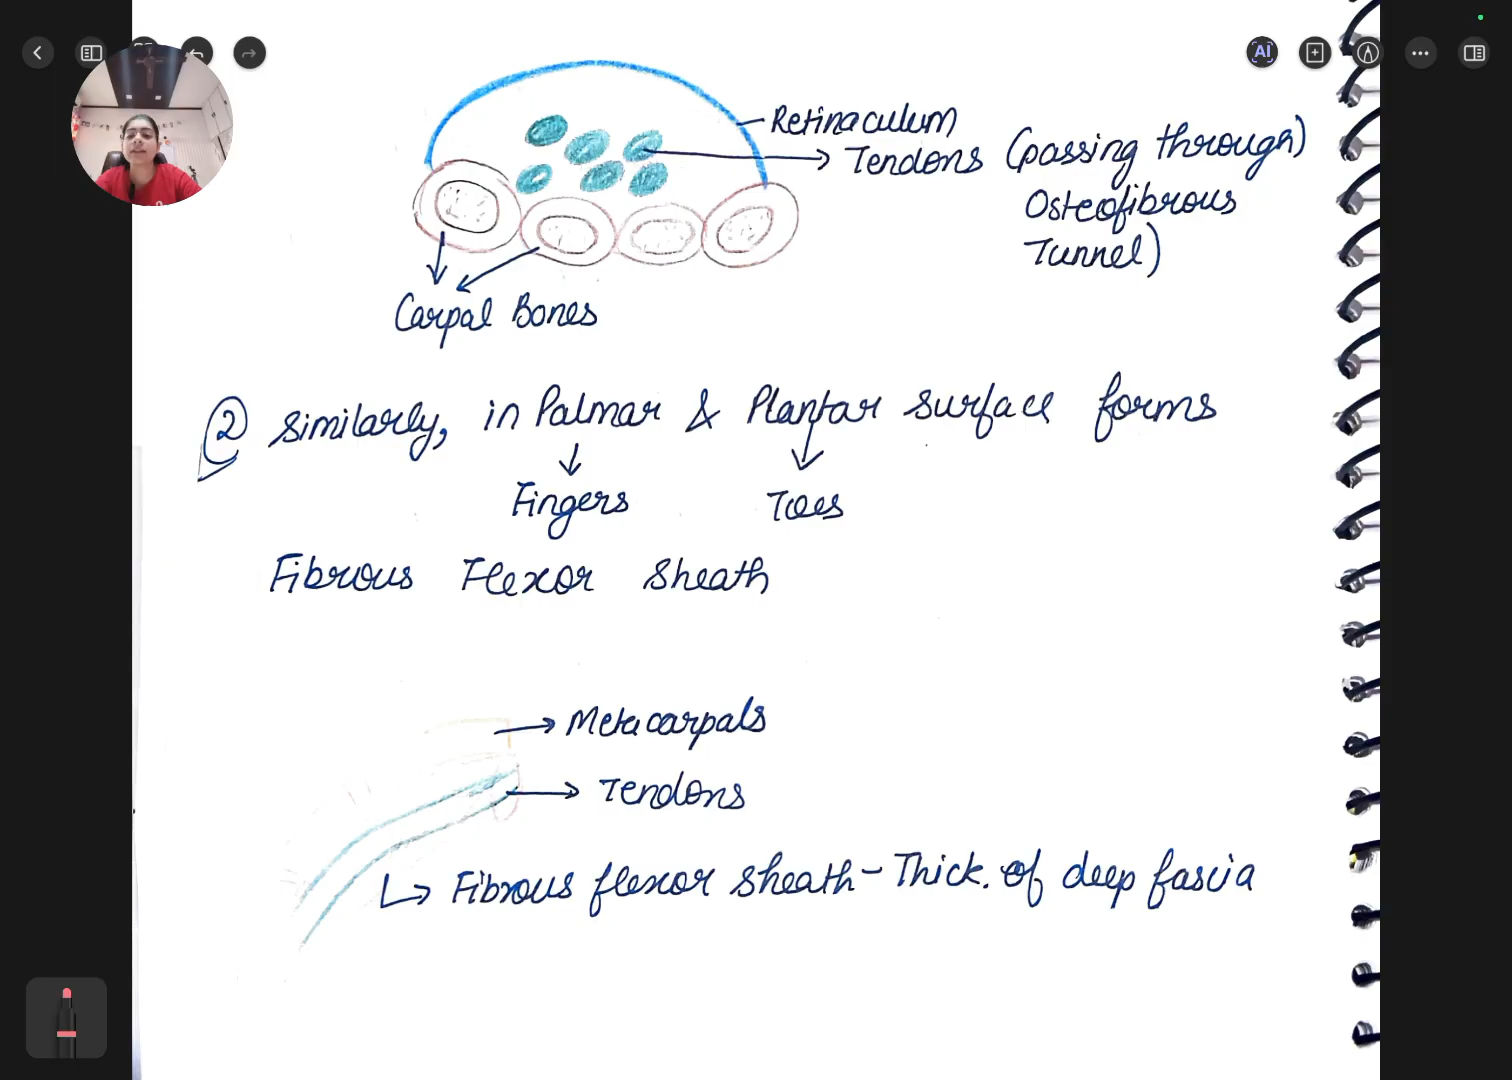 Retinaculum
Tendons (passing through)
Osteofibrous
Tunnel)
Carpal Bones
② Similarly, in Palmar & Plantar surface forms
Fingers Toes
Fibrous Flexor Sheath
Metacarpals
Tendons
Fibrous flexor sheath - Thick. of deep fascia
AI